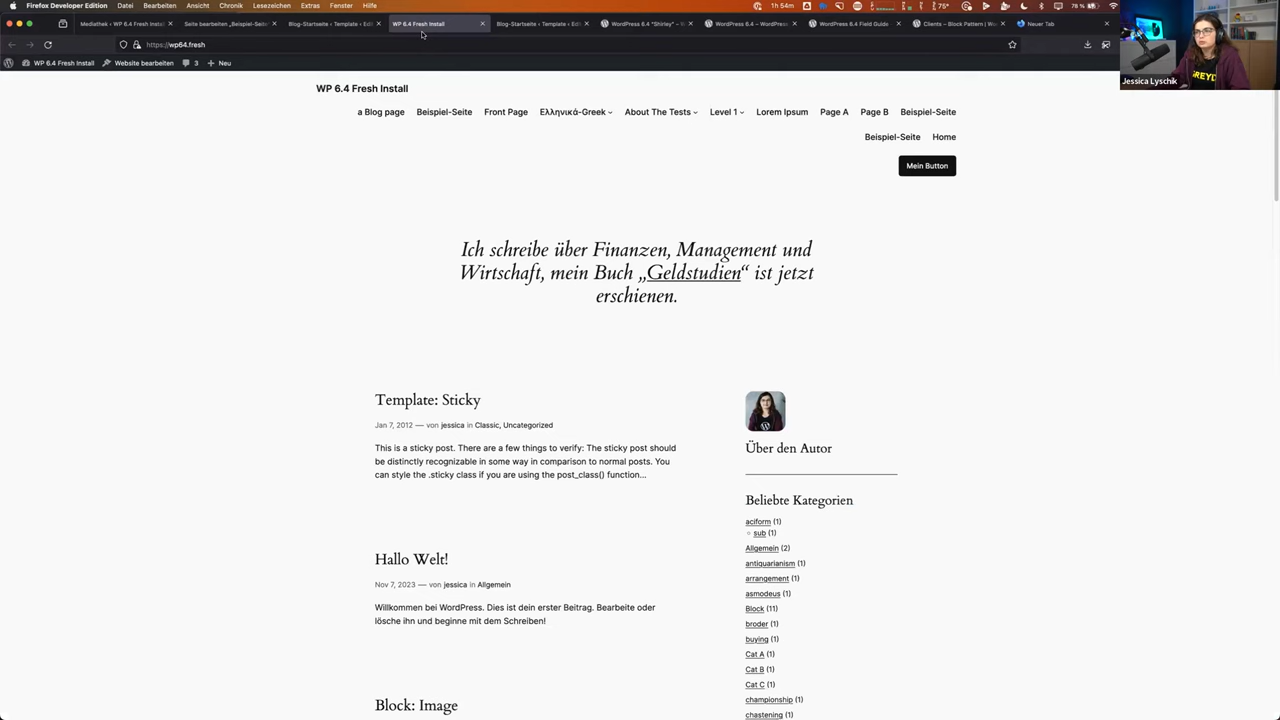 Firefox Developer Edition Datei Bearbeiten Ansicht Chronik Lesezeichen Extras Fenster Hilfe 1h 54m 75° 78 %
Mediathek ‹ WP 6.4 Fresh Install
Seite bearbeiten „Beispiel-Seite
Blog-Startseite ‹ Template ‹ Edi
WP 6.4 Fresh Install
Blog-Startseite ‹ Template ‹ Edi
WordPress 6.4 "Shirley" –
WordPress 6.4 – WordPress
WordPress 6.4 Field Guide
Clients – Block Pattern | Wo
Neuer Tab
https://wp64.fresh
WP 6.4 Fresh Install Website bearbeiten 3 + Neu
Jessica Lyschik
WP 6.4 Fresh Install
a Blog page Beispiel-Seite Front Page Ελληνικά-Greek About The Tests Level 1 Lorem Ipsum Page A Page B Beispiel-Seite
Beispiel-Seite Home
Mein Button
Ich schreibe über Finanzen, Management und
Wirtschaft, mein Buch „Geldstudien“ ist jetzt
erschienen.
Template: Sticky
Jan 7, 2012 — von jessica in Classic, Uncategorized
This is a sticky post. There are a few things to verify: The sticky post should
be distinctly recognizable in some way in comparison to normal posts. You
can style the .sticky class if you are using the post_class() function...
Hallo Welt!
Nov 7, 2023 — von jessica in Allgemein
Willkommen bei WordPress. Dies ist dein erster Beitrag. Bearbeite oder
lösche ihn und beginne mit dem Schreiben!
Block: Image
Über den Autor
Beliebte Kategorien
aciform (1)
sub (1)
Allgemein (2)
antiquarianism (1)
arrangement (1)
asmodeus (1)
Block (11)
broder (1)
buying (1)
Cat A (1)
Cat B (1)
Cat C (1)
championship (1)
chastening (1)